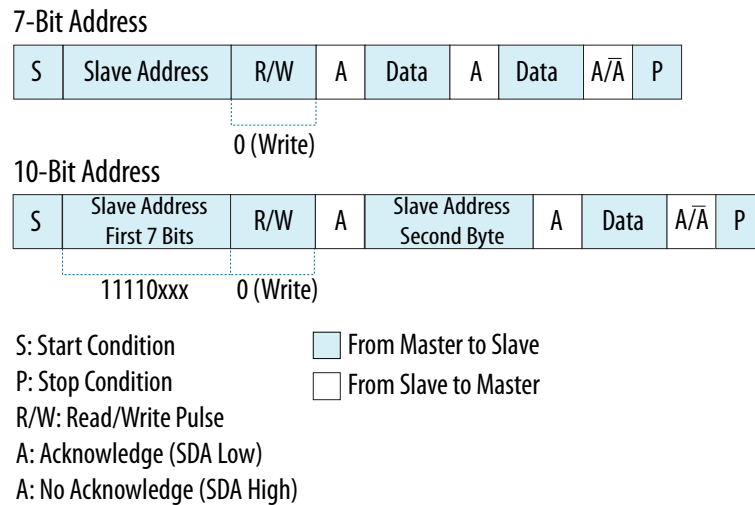 7-Bit Address
S Slave Address R/W A Data A Data A/A̅ P
0 (Write)
10-Bit Address
S Slave Address First 7 Bits R/W A Slave Address Second Byte A Data A/A̅ P
11110xxx 0 (Write)
S: Start Condition
P: Stop Condition
R/W: Read/Write Pulse
A: Acknowledge (SDA Low)
A: No Acknowledge (SDA High)
From Master to Slave
From Slave to Master